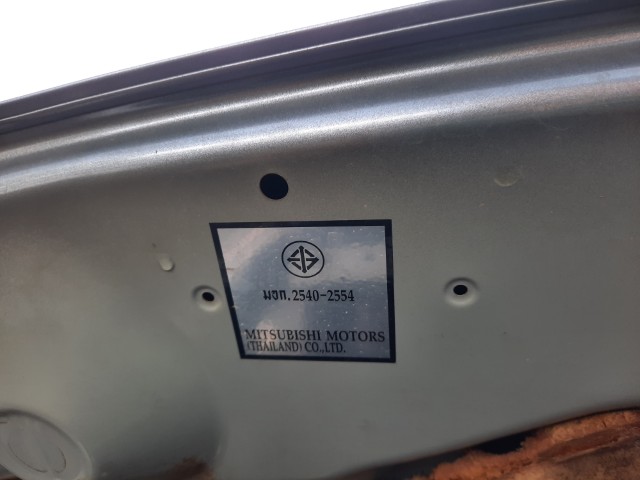 มอก.2540-2554
MITSUBISHI MOTORS
(THAILAND) CO.,LTD.